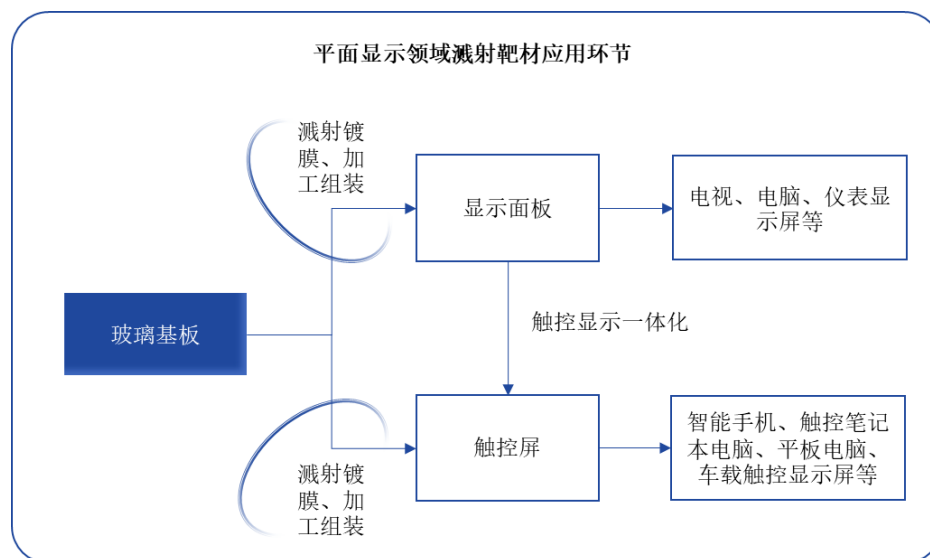 平面显示领域溅射靶材应用环节
溅射镀
膜、加
工组装
显示面板
电视、电脑、仪表显
示屏等
玻璃基板
触控显示一体化
溅射镀
膜、加
工组装
触控屏
智能手机、触控笔记
本电脑、平板电脑、
车载触控显示屏等